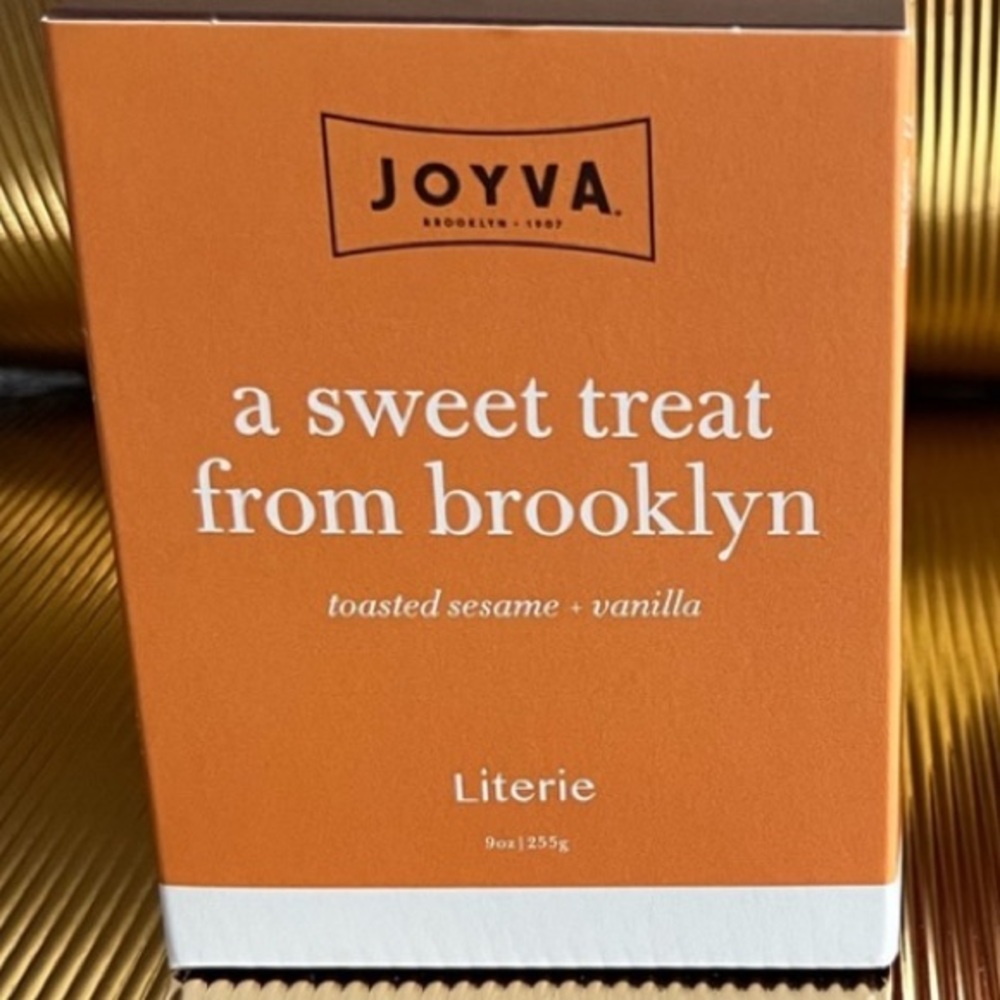 JOYVA
BROOKLYN - 1907
a sweet treat
from brooklyn
toasted sesame + vanilla
Literie
9oz|255g